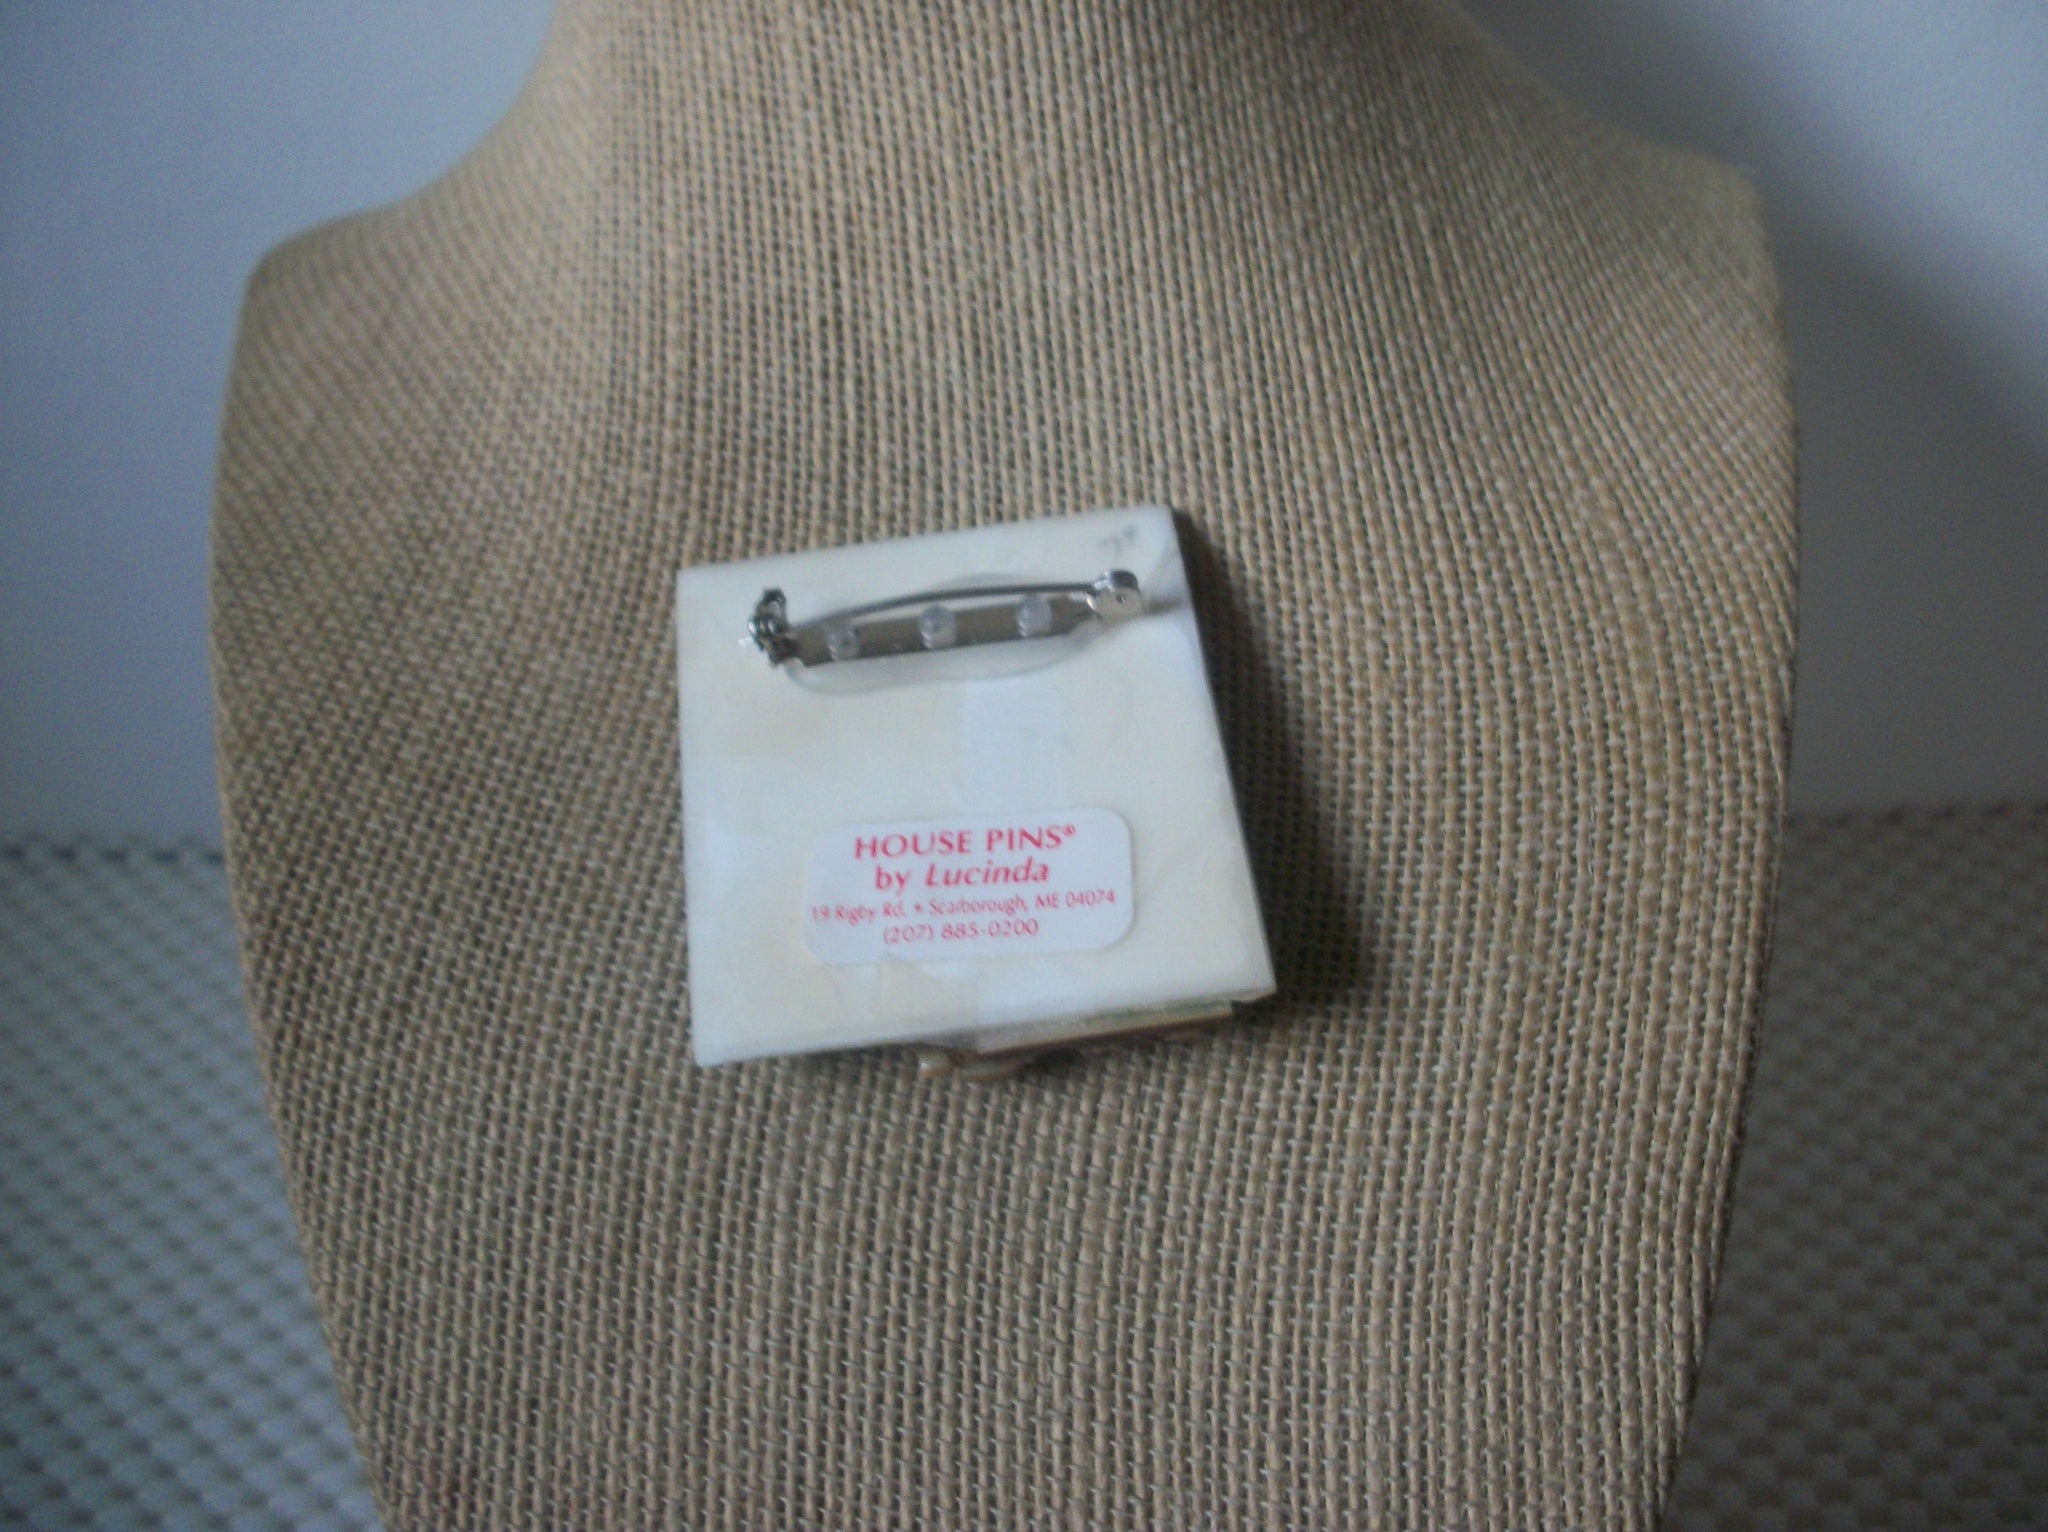 HOUSE PINS®
by Lucinda
19 Rigby Rd. • Scarborough, ME 04074
(207) 885-0200